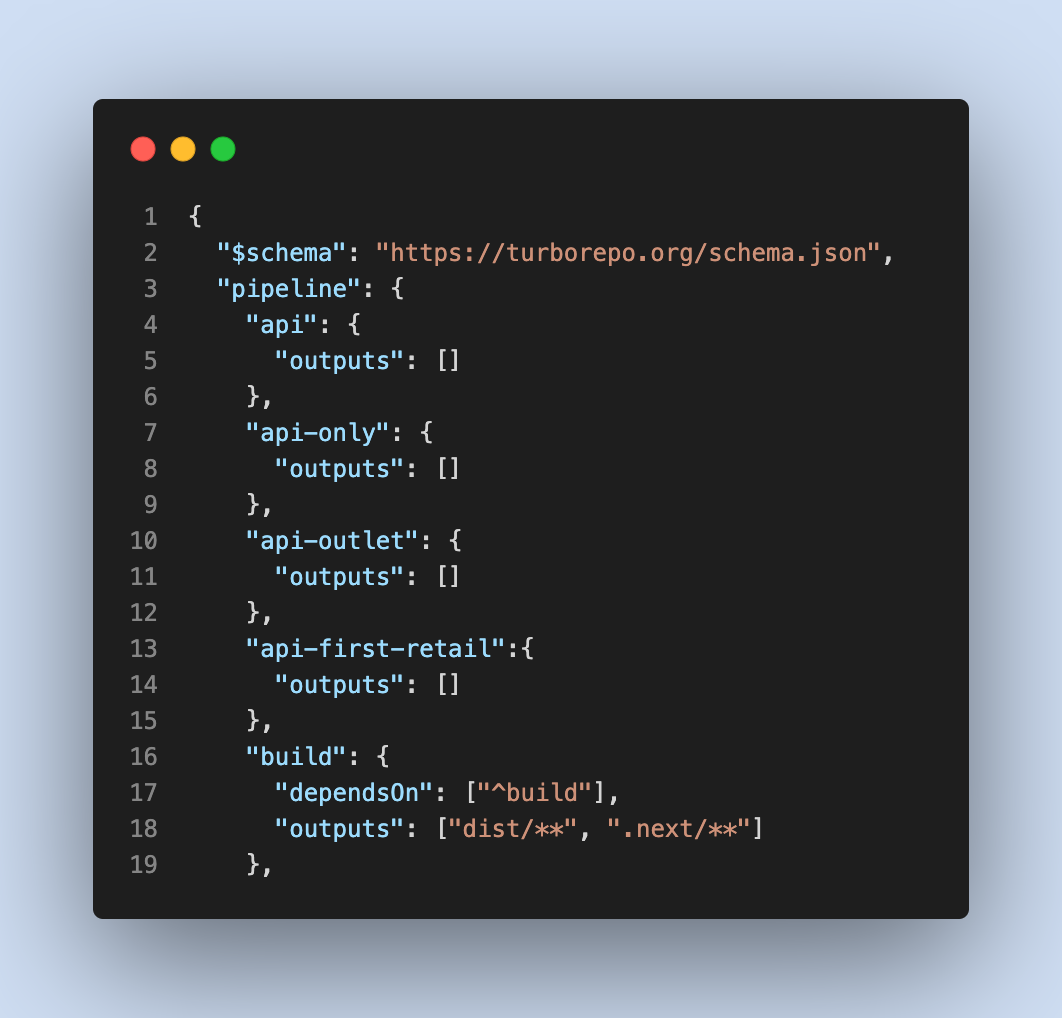 1 {
2   "$schema": "https://turborepo.org/schema.json",
3   "pipeline": {
4     "api": {
5       "outputs": []
6     },
7     "api-only": {
8       "outputs": []
9     },
10     "api-outlet": {
11       "outputs": []
12     },
13     "api-first-retail":{
14       "outputs": []
15     },
16     "build": {
17       "dependsOn": ["^build"],
18       "outputs": ["dist/**", ".next/**"]
19     },